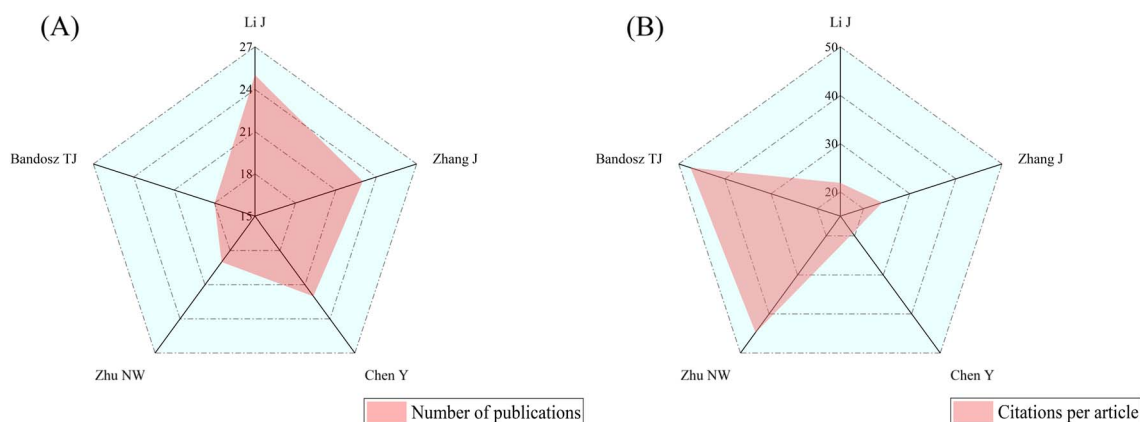 (A)
Li J
27
24
21
18
15
Bandosz TJ
Zhang J
Zhu NW
Chen Y
Number of publications
(B)
Li J
50
40
30
20
Bandosz TJ
Zhang J
Zhu NW
Chen Y
Citations per article